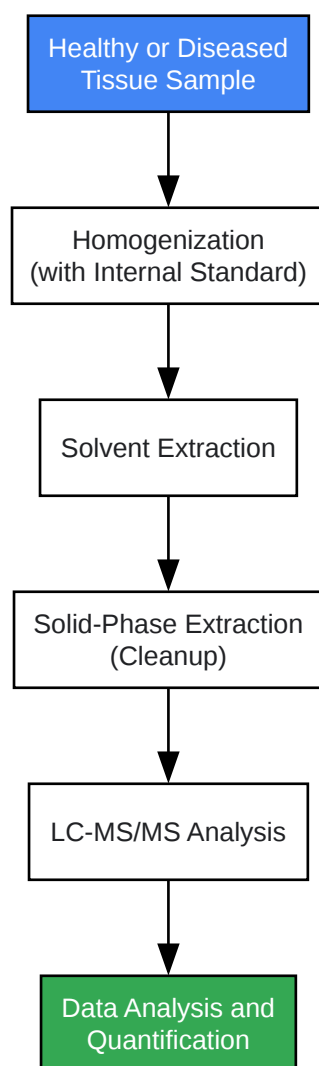 Healthy or Diseased
Tissue Sample
Homogenization
(with Internal Standard)
Solvent Extraction
Solid-Phase Extraction
(Cleanup)
LC-MS/MS Analysis
Data Analysis and
Quantification